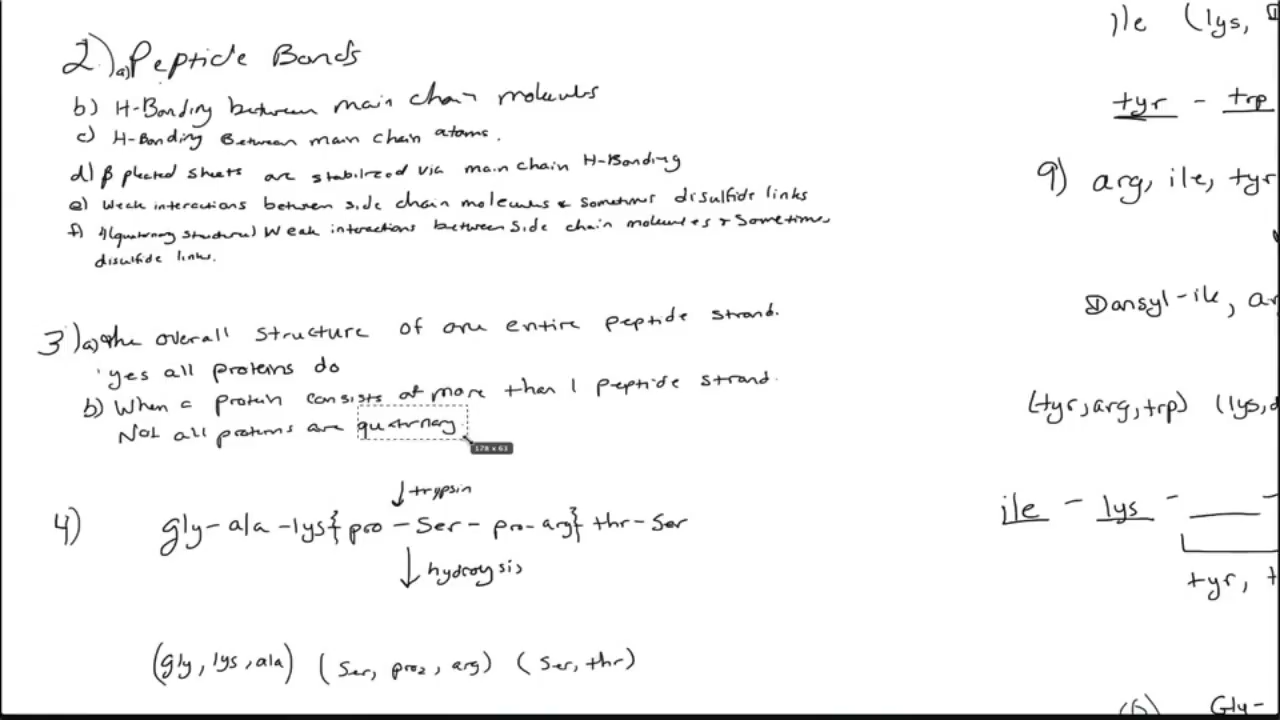 2) a) Peptide Bonds
b) H-Bonding between main chain molecules
c) H-Bonding Between main chain atoms.
d) β pleated sheets are stabilized via main chain H-Bonding
e) Weak interactions between side chain molecules & sometimes disulfide links
f) (quaternary structure) Weak interactions between side chain molecules & sometimes
disulfide links.
3) a) The overall structure of one entire peptide strand.
yes all proteins do
b) When a protein consists of more than 1 peptide strand.
Not all proteins are quaternary.
178 x 63
4)
↓ trypsin
gly - ala - lys { pro - Ser - pro - arg } thr - Ser
↓ hydroysis
(gly, lys, ala) (Ser, pro2, arg) (Ser, thr)
ile (lys,
tyr - trp
9) arg, ile, tyr
Dansyl-ile,
(tyr, arg, trp) (lys,
ile - lys - ___ -
tyr,
Gly-